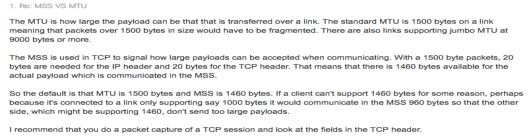 1. Re: MSS VS MTU
The MTU is how large the payload can be that that is transferred over a link. The standard MTU is 1500 bytes on a link
meaning that packets over 1500 bytes in size would have to be fragmented. There are also links supporting jumbo MTU at
9000 bytes or more.
The MSS is used in TCP to signal how large payloads can be accepted when communicating. With a 1500 byte packets, 20
bytes are needed for the IP header and 20 bytes for the TCP header. That means that there is 1460 bytes available for the
actual payload which is communicated in the MSS.
So the default is that MTU is 1500 bytes and MSS is 1460 bytes. If a client can't support 1460 bytes for some reason, perhaps
because it's connected to a link only supporting say 1000 bytes it would communicate in the MSS 960 bytes so that the other
side, which might be supporting 1460, don't send too large payloads.
I recommend that you do a packet capture of a TCP session and look at the fields in the TCP header.